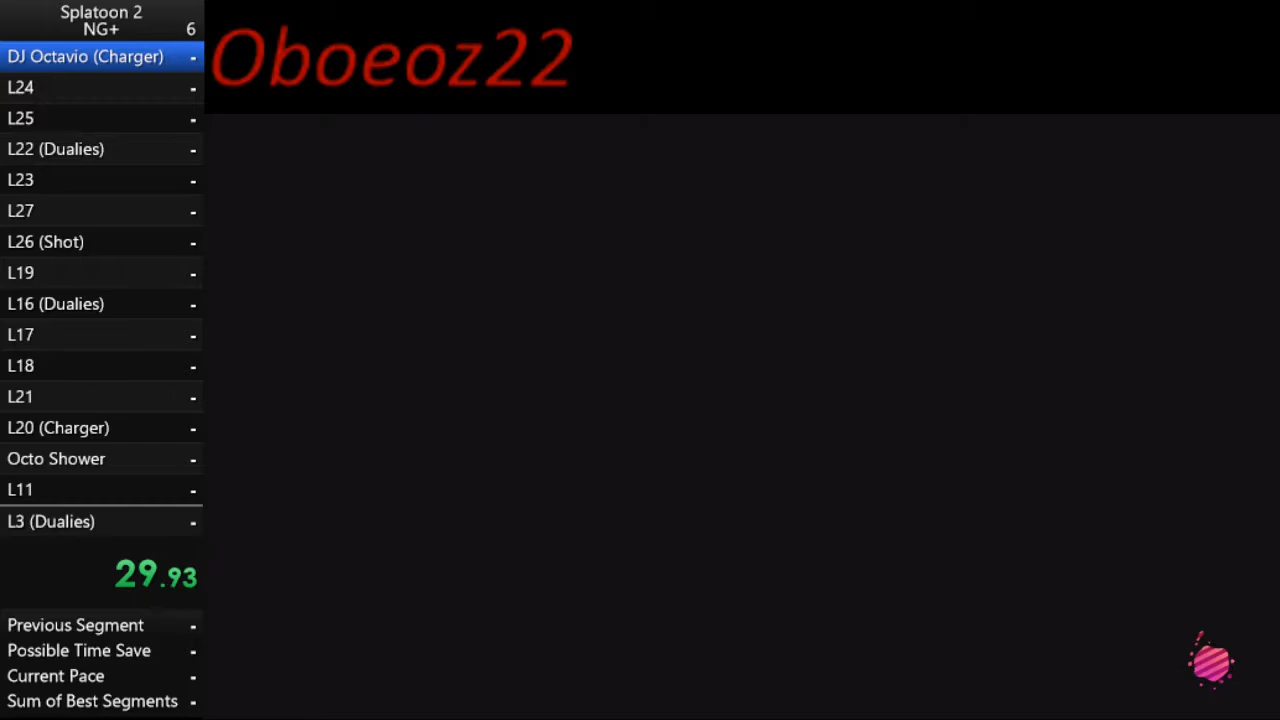 Splatoon 2
NG+ 6
DJ Octavio (Charger) -
L24 -
L25 -
L22 (Dualies) -
L23 -
L27 -
L26 (Shot) -
L19 -
L16 (Dualies) -
L17 -
L18 -
L21 -
L20 (Charger) -
Octo Shower -
L11 -
L3 (Dualies) -
29.93
Previous Segment -
Possible Time Save -
Current Pace -
Sum of Best Segments -
Oboeoz22